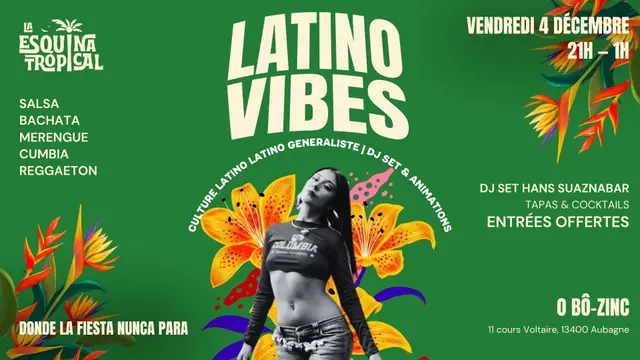 LA
ESQUINA
TROPICAL
LATINO
VIBES
VENDREDI 4 DÉCEMBRE
21H – 1H
SALSA
BACHATA
MERENGUE
CUMBIA
REGGAETON
CULTURE LATINO LATINO GENERALISTE | DJ SET & ANIMATIONS
COLOMBIA
DJ SET HANS SUAZNABAR
TAPAS & COCKTAILS
ENTRÉES OFFERTES
DONDE LA FIESTA NUNCA PARA
O BÔ-ZINC
11 cours Voltaire, 13400 Aubagne